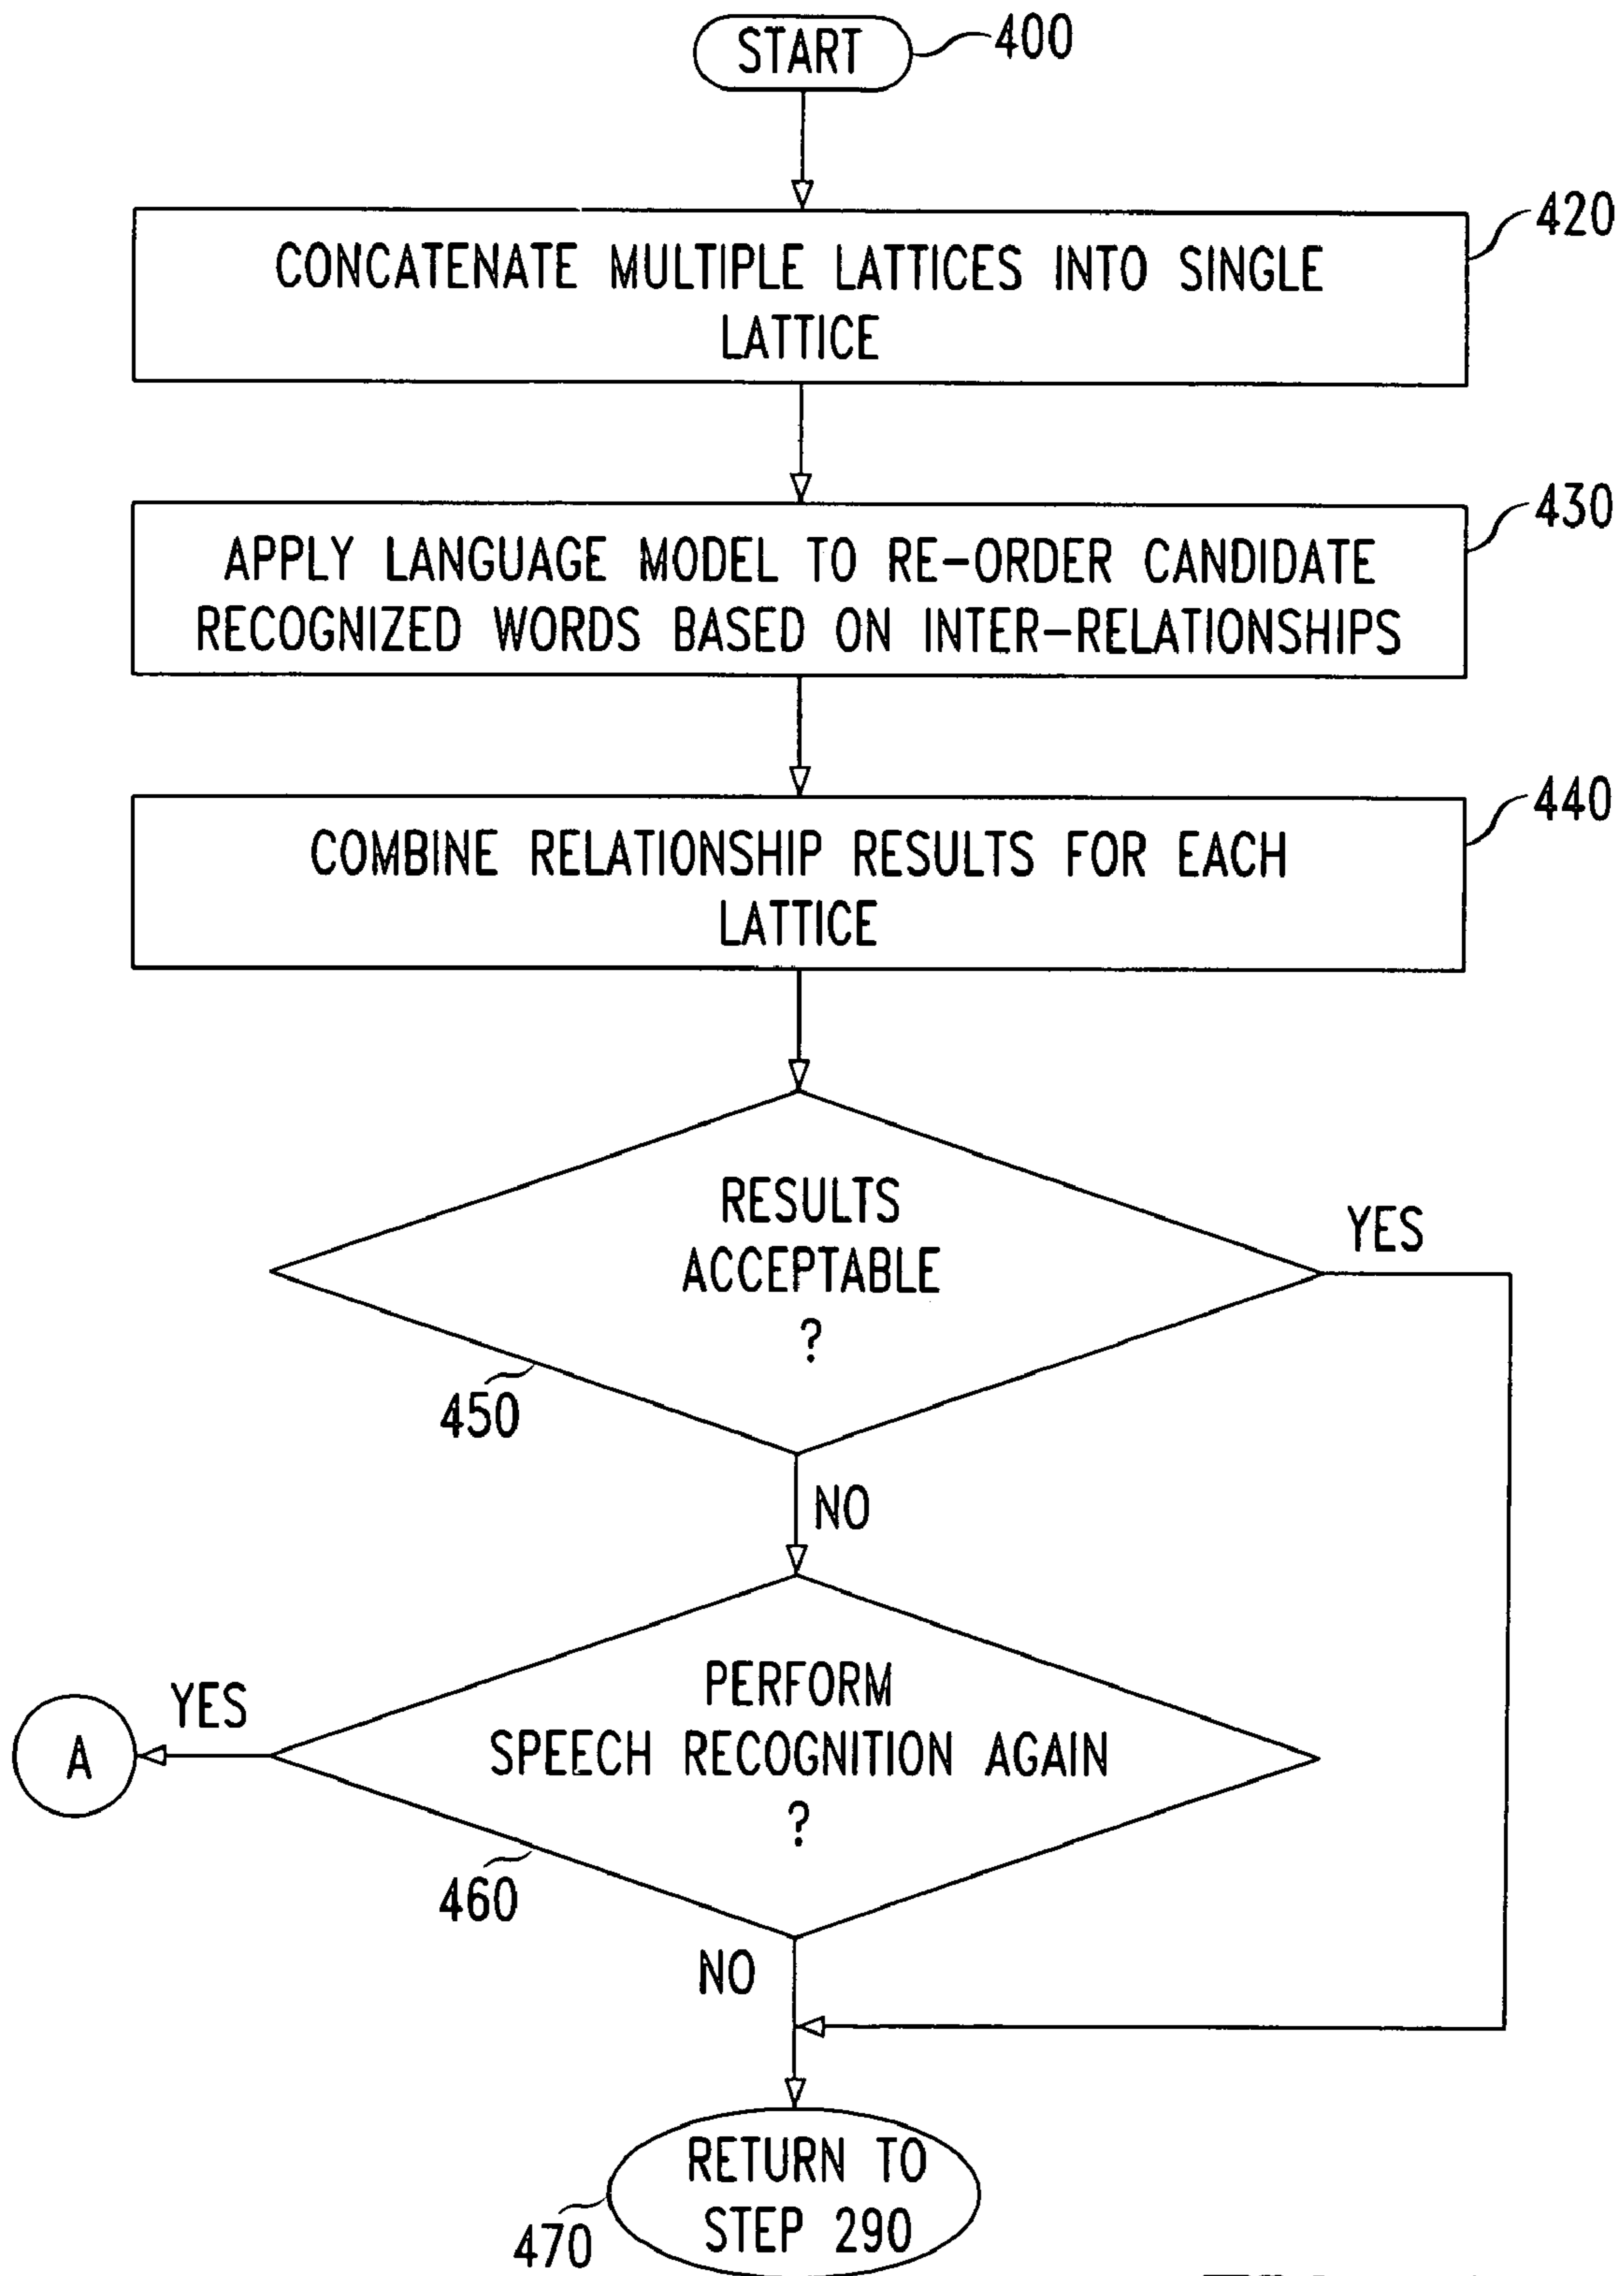 START
400
420
CONCATENATE MULTIPLE LATTICES INTO SINGLE
LATTICE
430
APPLY LANGUAGE MODEL TO RE-ORDER CANDIDATE
RECOGNIZED WORDS BASED ON INTER-RELATIONSHIPS
440
COMBINE RELATIONSHIP RESULTS FOR EACH
LATTICE
RESULTS
ACCEPTABLE
?
YES
450
NO
PERFORM
SPEECH RECOGNITION AGAIN
?
YES
A
460
NO
RETURN TO
STEP 290
470